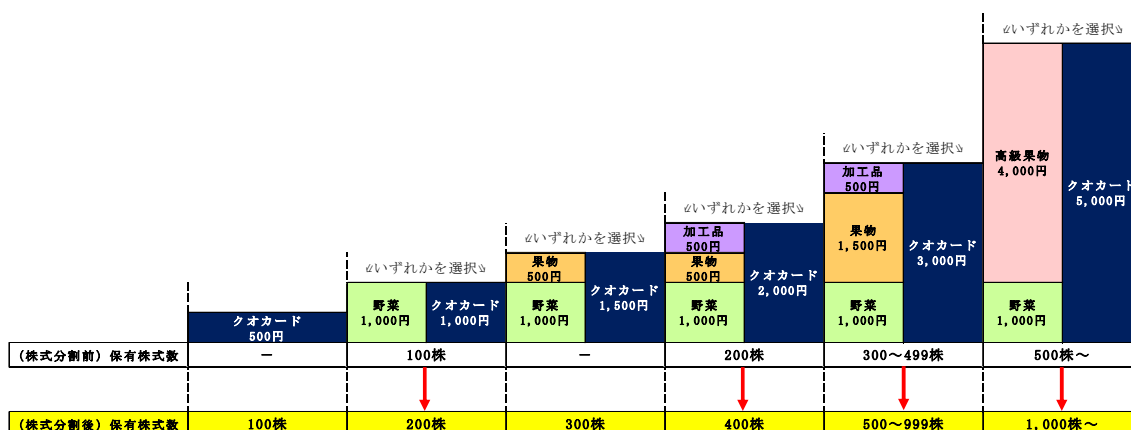 ≪いずれかを選択≫
高級果物
4,000円
クオカード
5,000円
野菜
1,000円
≪いずれかを選択≫
加工品
500円
果物
1,500円
クオカード
3,000円
野菜
1,000円
≪いずれかを選択≫
加工品
500円
果物
500円
クオカード
2,000円
野菜
1,000円
≪いずれかを選択≫
果物
500円
クオカード
1,500円
野菜
1,000円
≪いずれかを選択≫
野菜
1,000円
クオカード
1,000円
クオカード
500円
(株式分割前)保有株式数 － 100株 － 200株 300～499株 500株～
(株式分割後)保有株式数 100株 200株 300株 400株 500～999株 1,000株～